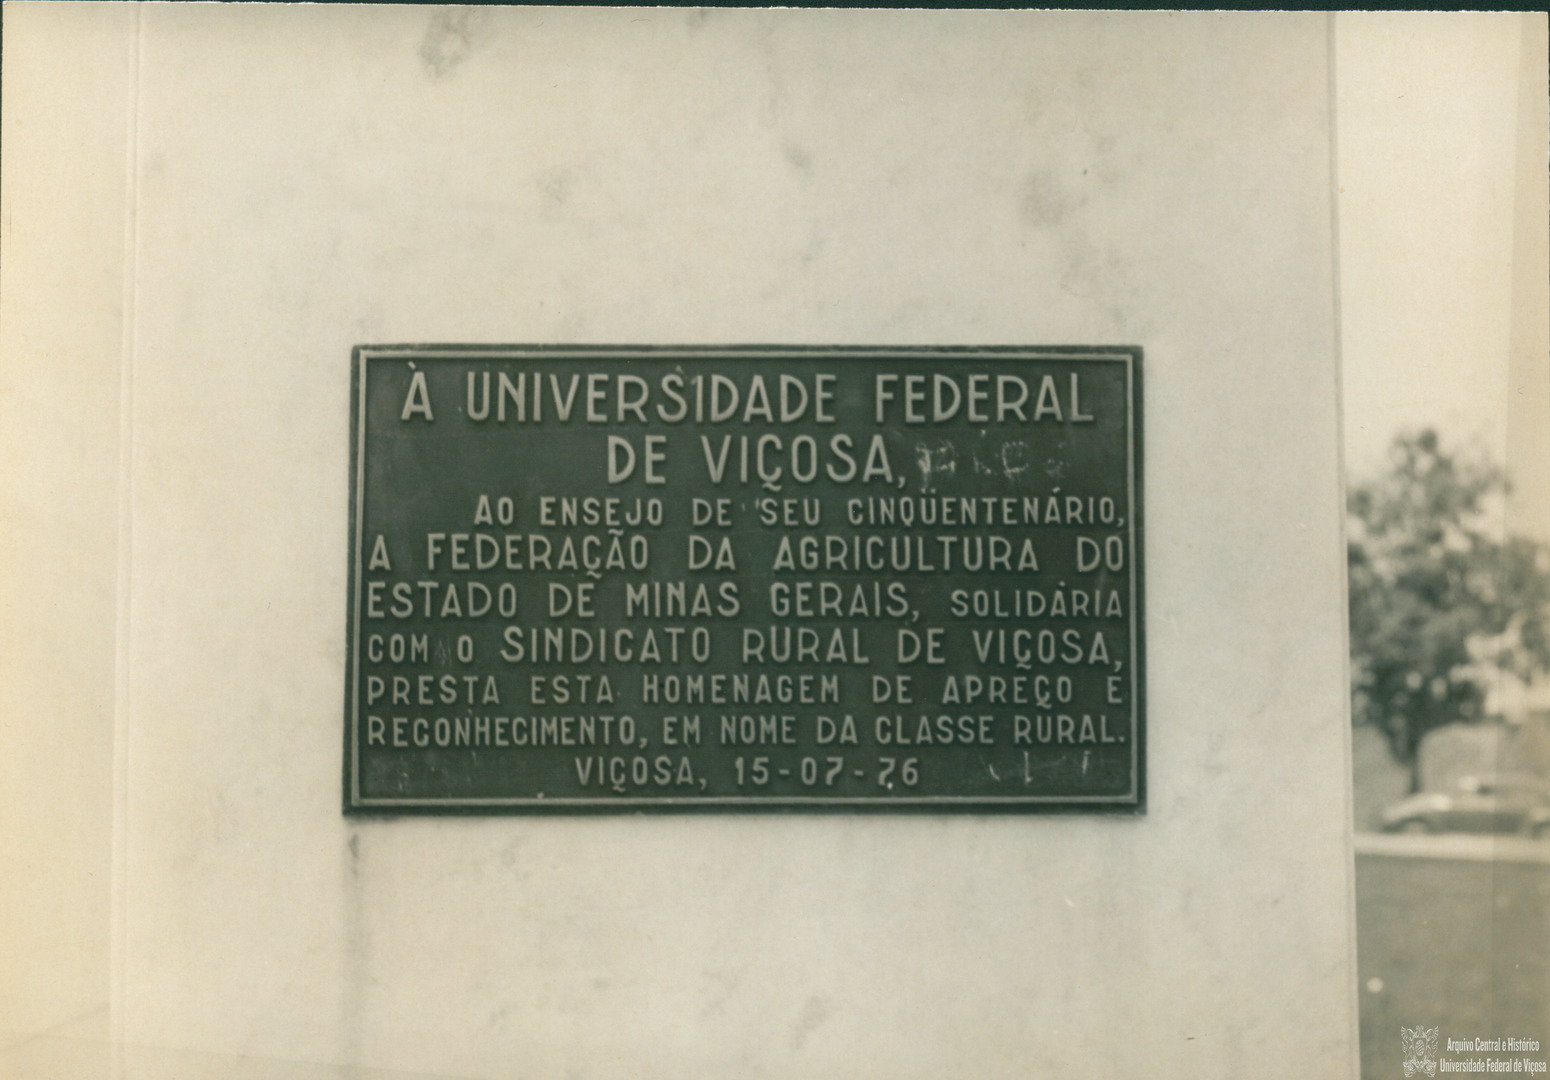 À UNIVERSIDADE FEDERAL
DE VIÇOSA,
AO ENSEJO DE SEU CINQÜENTENÁRIO,
A FEDERAÇÃO DA AGRICULTURA DO
ESTADO DE MINAS GERAIS, SOLIDÁRIA
COM O SINDICATO RURAL DE VIÇOSA,
PRESTA ESTA HOMENAGEM DE APREÇO E
RECONHECIMENTO, EM NOME DA CLASSE RURAL.
VIÇOSA, 15-07-76
Arquivo Central e Histórico
Universidade Federal de Viçosa